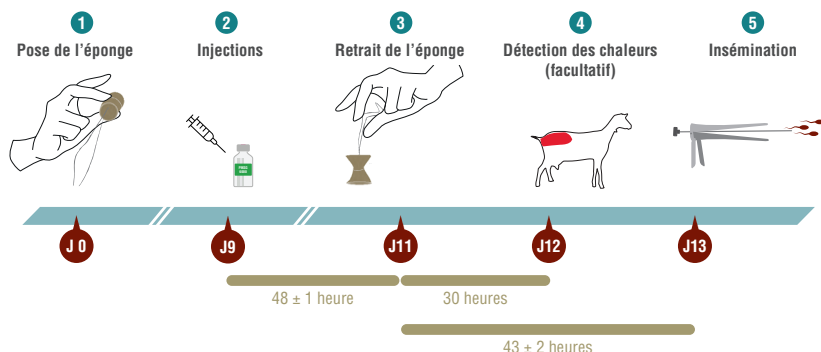 1
Pose de l'éponge
2
Injections
3
Retrait de l'éponge
4
Détection des chaleurs
(facultatif)
5
Insémination
J 0
J9
J11
J12
J13
48 ± 1 heure
30 heures
43 ± 2 heures